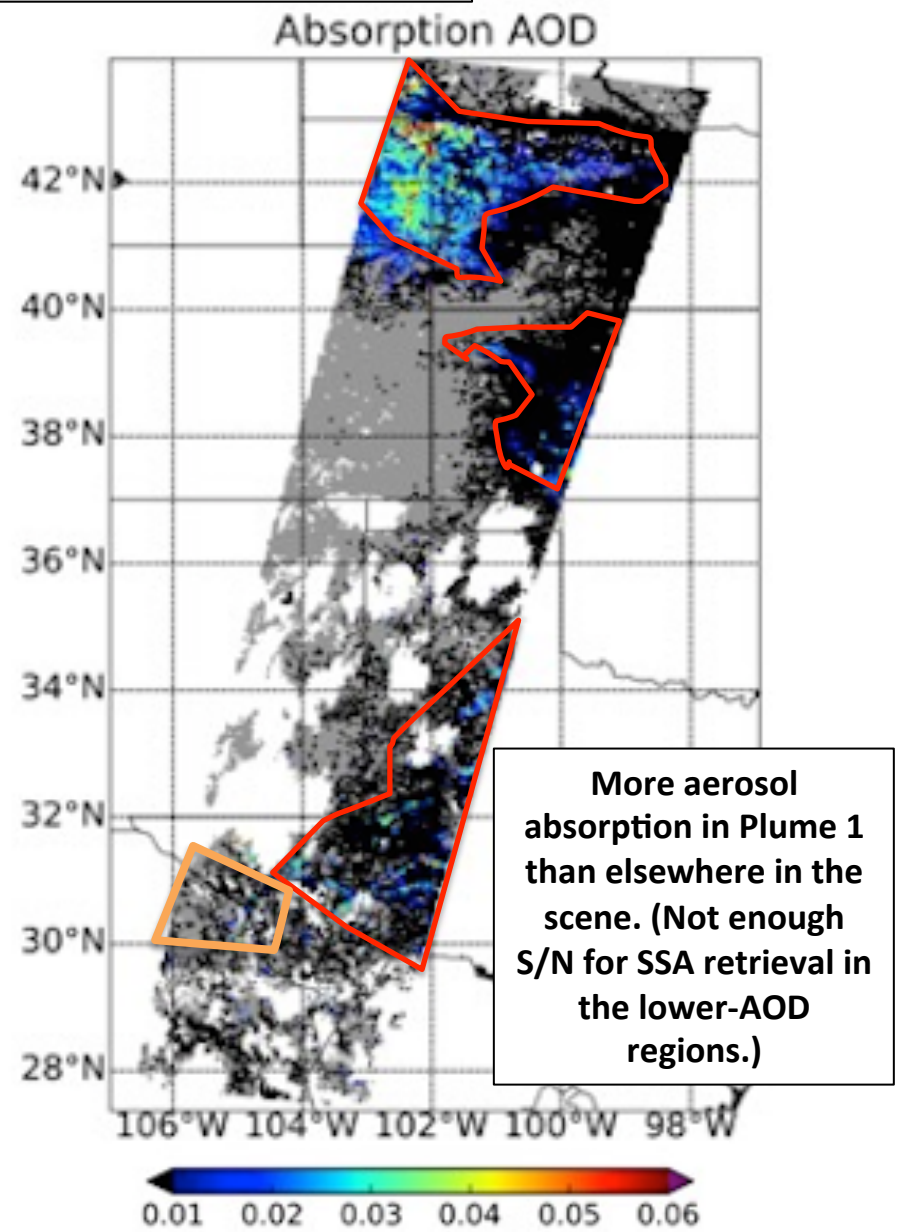 Absorption AOD
42°N
40°N
38°N
36°N
34°N
32°N
30°N
28°N
More aerosol
absorption in Plume 1
than elsewhere in the
scene. (Not enough
S/N for SSA retrieval in
the lower-AOD
regions.)
106°W 104°W 102°W 100°W 98°W
0.01 0.02 0.03 0.04 0.05 0.06